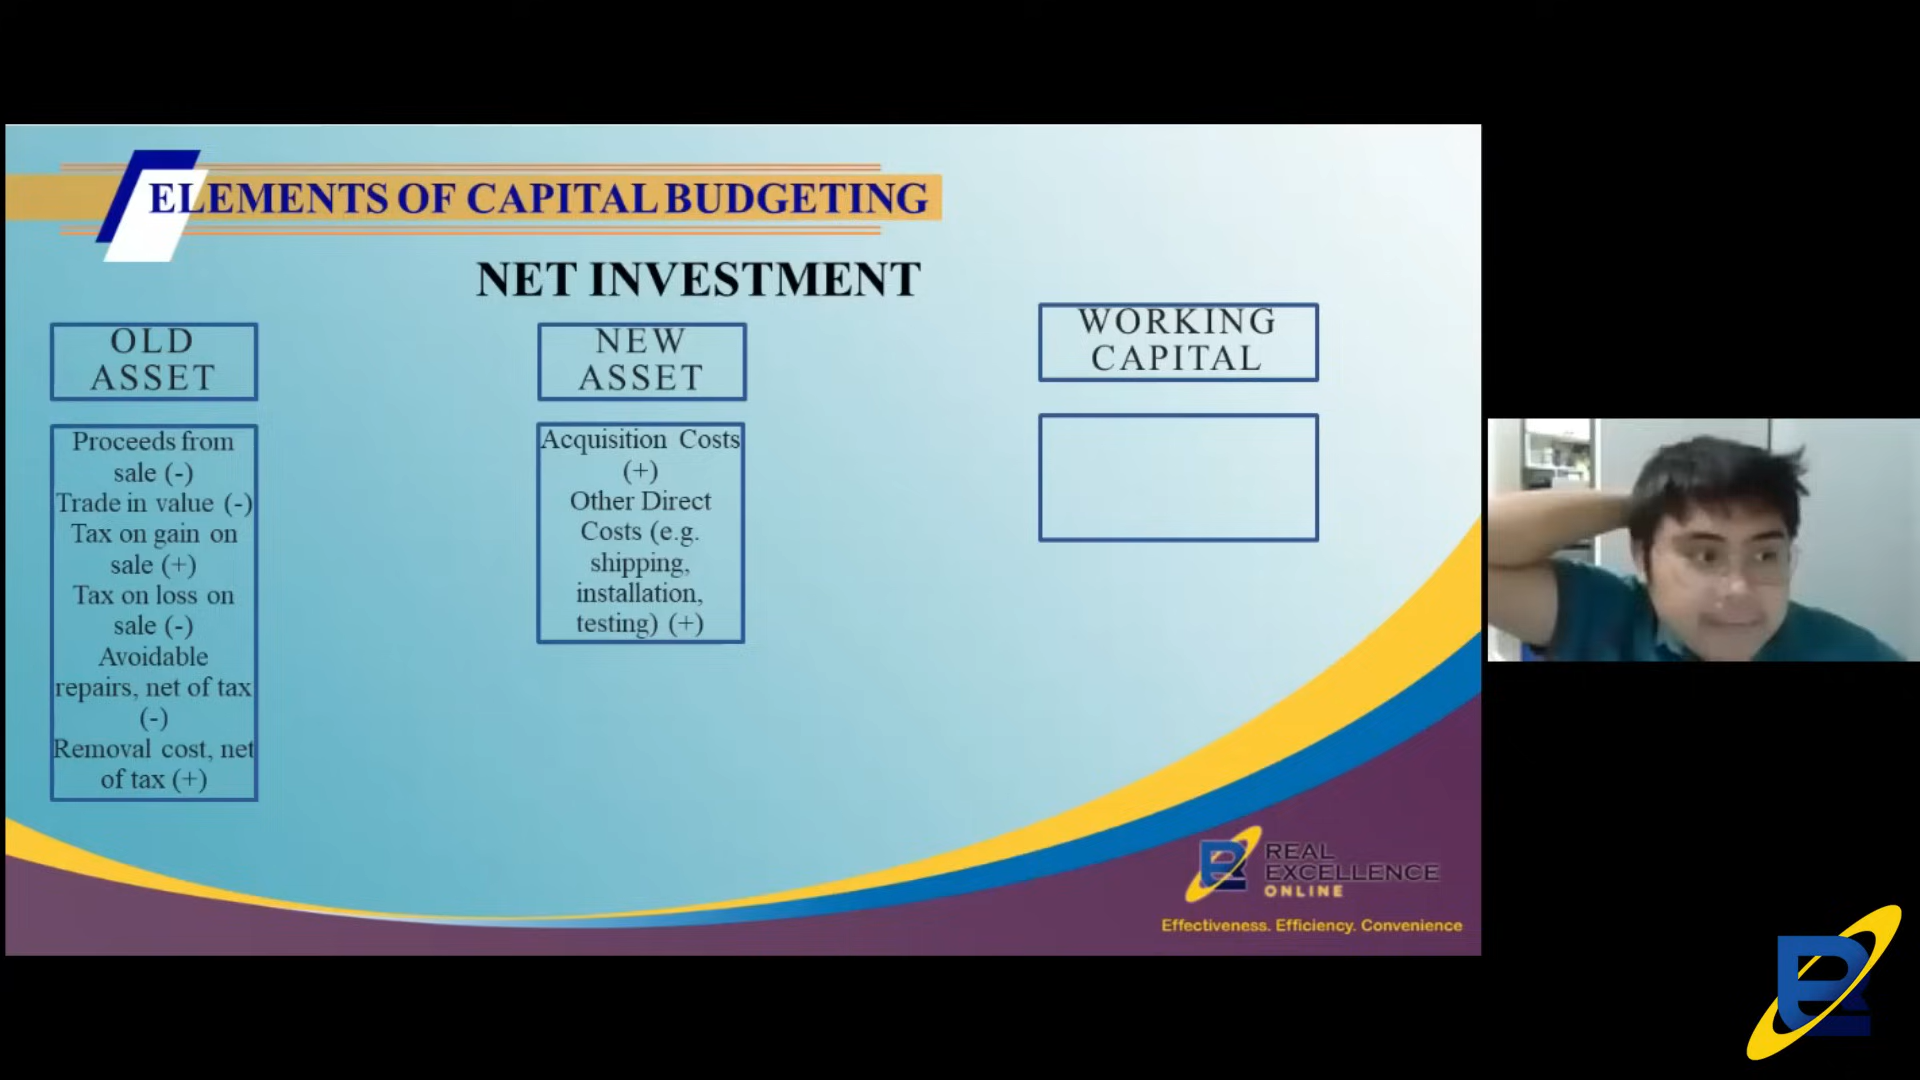 ELEMENTS OF CAPITAL BUDGETING
NET INVESTMENT
OLD
ASSET
Proceeds from
sale (-)
Trade in value (-)
Tax on gain on
sale (+)
Tax on loss on
sale (-)
Avoidable
repairs, net of tax
(-)
Removal cost, net
of tax (+)
NEW
ASSET
Acquisition Costs
(+)
Other Direct
Costs (e.g.
shipping,
installation,
testing) (+)
WORKING
CAPITAL
REAL
EXCELLENCE
ONLINE
Effectiveness. Efficiency. Convenience